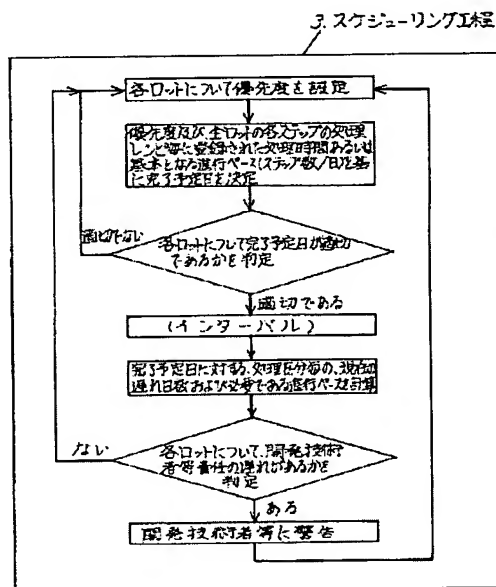 3. スケジューリング工程
各ロットについて優先度を設定
優先度及び、全ロットの各ステップの処理
レシピ毎に登録された処理時間あるいは
基本となる進行ペース(ステップ数/日)を基
に完了予定日を決定
適切でない
各ロットについて完了予定日が適切
であるかを判定
適切である
(インターバル)
完了予定日に対する、処理区分毎の、現在の
遅れ日数および必要である進行ペースを計算
ない
各ロットについて、開発技術
者等責任の遅れがあるかを
判定
ある
開発技術者等に警告